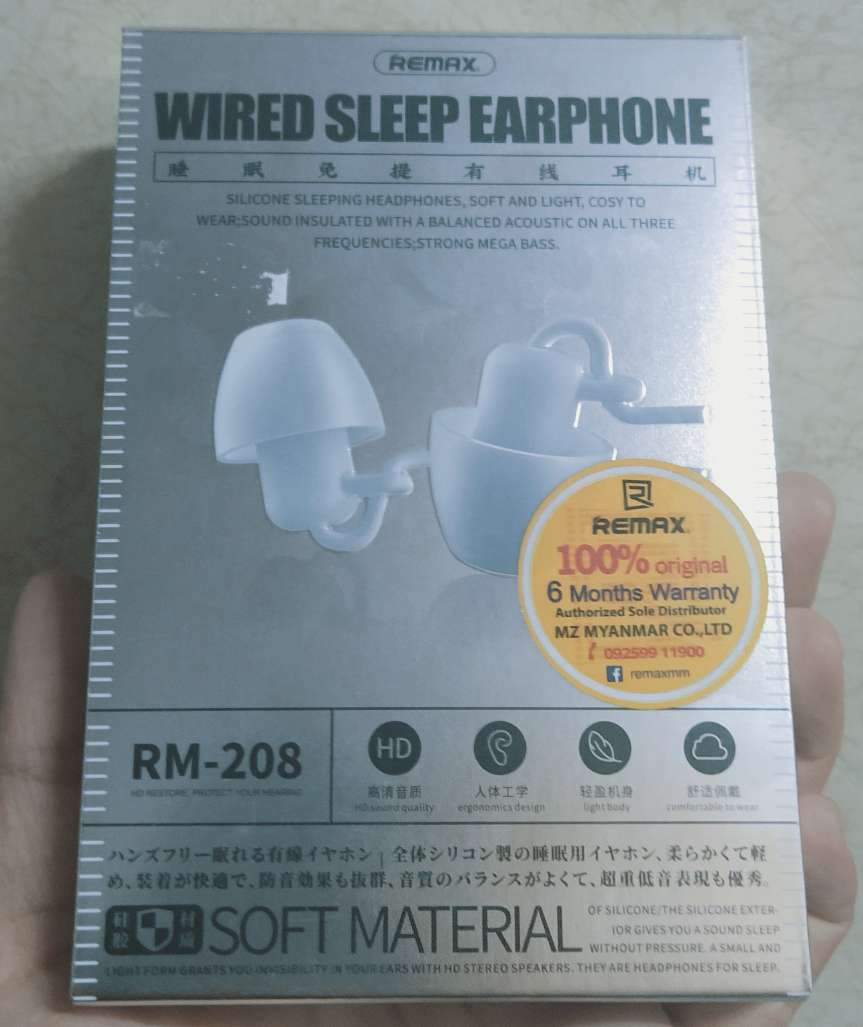 REMAX
WIRED SLEEP EARPHONE
睡眠免提有线耳机
SILICONE SLEEPING HEADPHONES, SOFT AND LIGHT, COSY TO
WEAR;SOUND INSULATED WITH A BALANCED ACOUSTIC ON ALL THREE
FREQUENCIES;STRONG MEGA BASS.
REMAX
100% original
6 Months Warranty
Authorized Sole Distributor
MZ MYANMAR CO.,LTD
092599 11900
remaxmm
RM-208
HD RESTORE, PROTECT YOUR HEARING
HD
高清音质
HD sound quality
人体工学
ergonomics design
轻盈机身
light body
舒适佩戴
comfortable to wear
ハンズフリー眠れる有線イヤホン | 全体シリコン製の睡眠用イヤホン、柔らかくて軽
め、装着が快適で、防音効果も抜群、音質のバランスがよくて、超重低音表現も優秀。
硅胶材质
SOFT MATERIAL
OF SILICONE/THE SILICONE EXTER-
IOR GIVES YOU A SOUND SLEEP
WITHOUT PRESSURE. A SMALL AND
LIGHT FORM GRANTS YOU INVISIBILITY IN YOUR EARS WITH HD STEREO SPEAKERS. THEY ARE HEADPHONES FOR SLEEP.